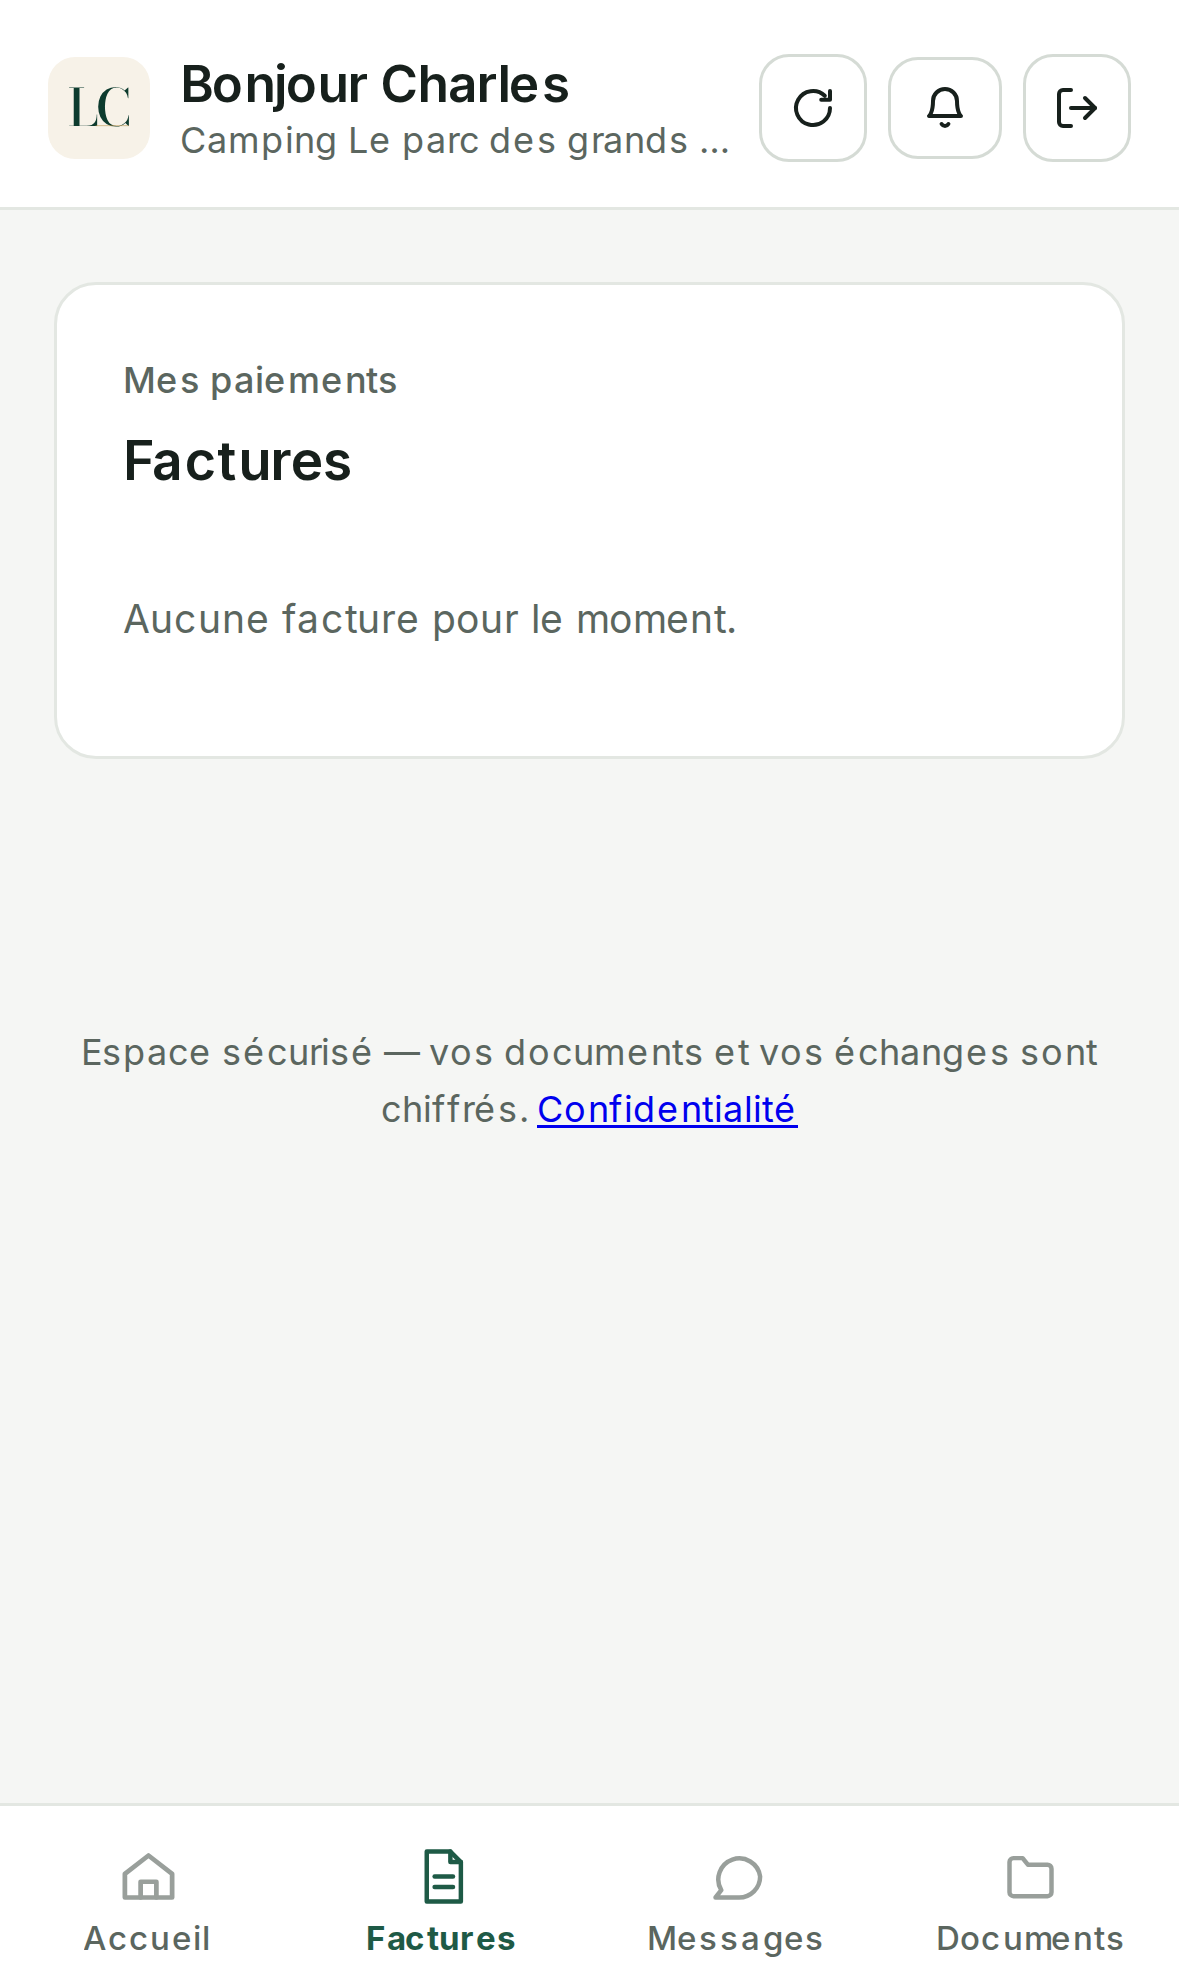 LC
Bonjour Charles
Camping Le parc des grands ...
Mes paiements
Factures
Aucune facture pour le moment.
Espace sécurisé — vos documents et vos échanges sont
chiffrés. Confidentialité
Accueil
Factures
Messages
Documents